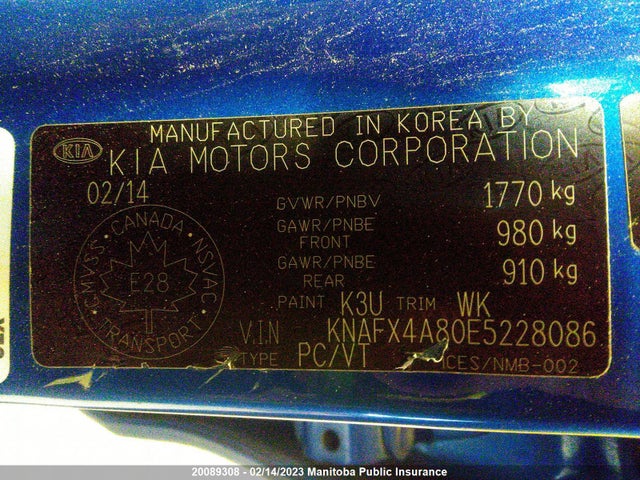 MANUFACTURED IN KOREA BY
KIA KIA MOTORS CORPORATION
02/14
GVWR/PNBV 1770 kg
GAWR/PNBE FRONT 980 kg
GAWR/PNBE REAR 910 kg
PAINT K3U TRIM WK
CANADA
CMVSS NSVAC
E28
TRANSPORT
V.I.N KNAFX4A80E5228086
TYPE PC/VT ICES/NMB-002
20089308 - 02/14/2023 Manitoba Public Insurance